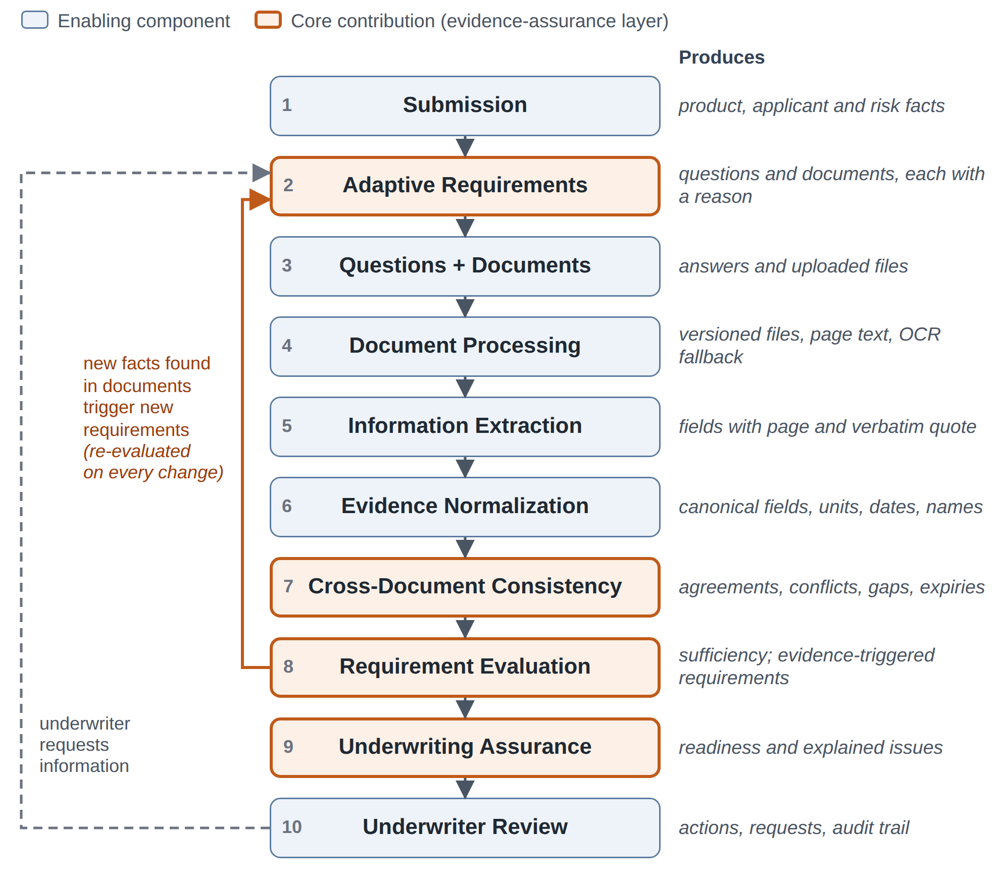 Enabling component
Core contribution (evidence-assurance layer)
Produces
1
Submission
product, applicant and risk facts
2
Adaptive Requirements
questions and documents, each with
a reason
3
Questions + Documents
answers and uploaded files
4
Document Processing
versioned files, page text, OCR
fallback
new facts found
in documents
trigger new
requirements
(re-evaluated
on every change)
5
Information Extraction
fields with page and verbatim quote
6
Evidence Normalization
canonical fields, units, dates, names
7
Cross-Document Consistency
agreements, conflicts, gaps, expiries
8
Requirement Evaluation
sufficiency; evidence-triggered
requirements
underwriter
requests
information
9
Underwriting Assurance
readiness and explained issues
10
Underwriter Review
actions, requests, audit trail